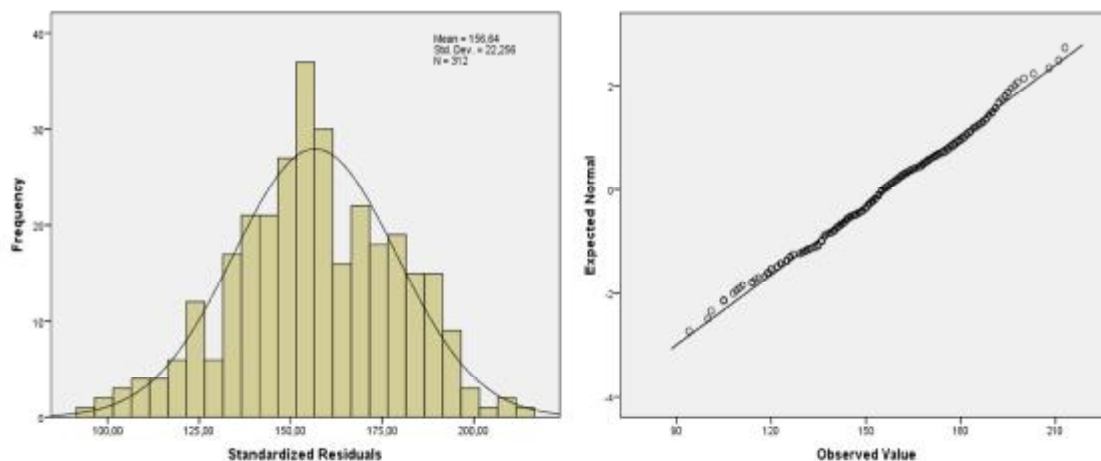 40
30
20
10
0
Frequency
Mean = 156,64
Std. Dev. = 22,256
N = 312
100,00 125,00 150,00 175,00 200,00
Standardized Residuals
2
0
-2
-4
Expected Normal
90 120 150 180 210
Observed Value